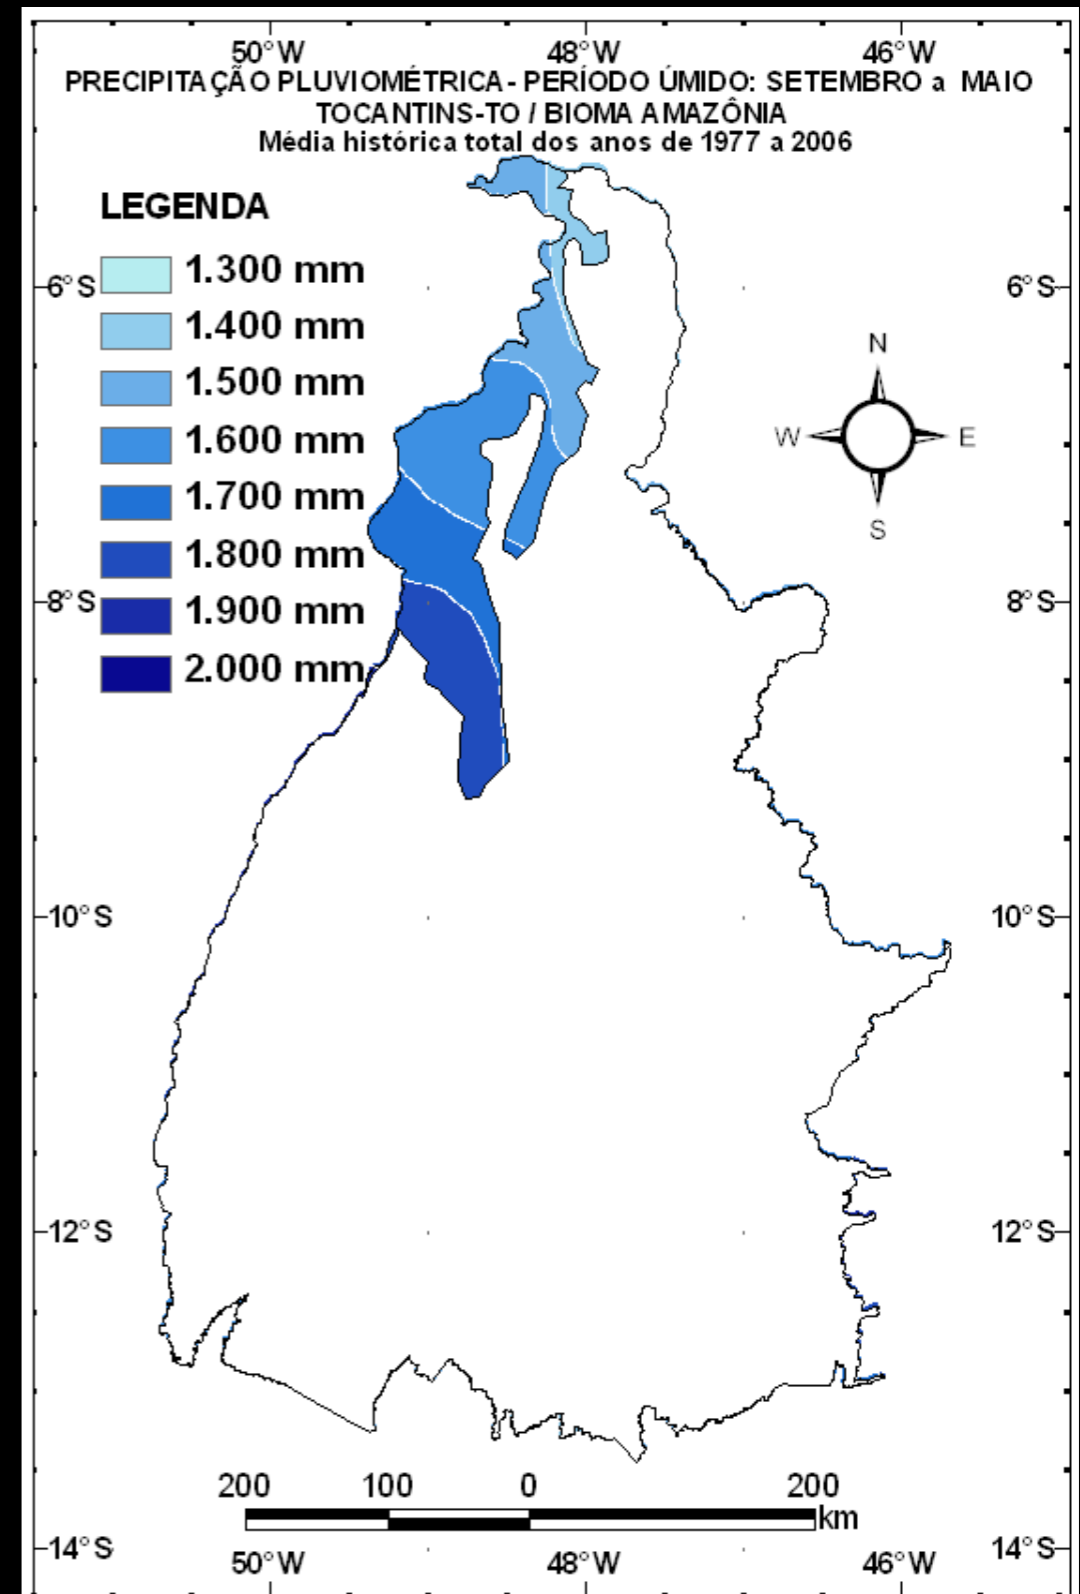 50°W 48°W 46°W
PRECIPITAÇÃO PLUVIOMÉTRICA - PERÍODO ÚMIDO: SETEMBRO a MAIO
TOCANTINS-TO / BIOMA AMAZÔNIA
Média histórica total dos anos de 1977 a 2006
LEGENDA
1.300 mm
1.400 mm
1.500 mm
1.600 mm
1.700 mm
1.800 mm
1.900 mm
2.000 mm
6°S 6°S
N
W E
S
8°S 8°S
10°S 10°S
12°S 12°S
200 100 0 200
km
14°S 14°S
50°W 48°W 46°W